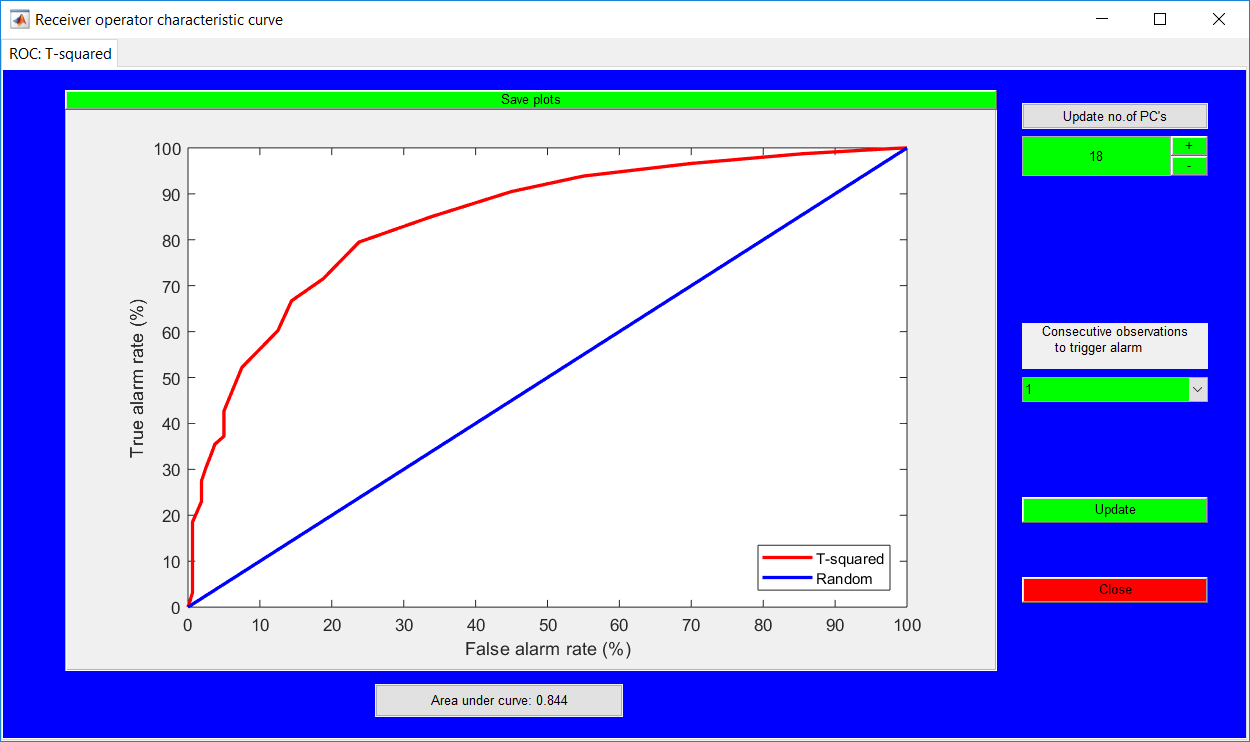 Receiver operator characteristic curve
ROC: T-squared
Save plots
Update no.of PC's
18
+
-
100
90
80
70
60
50
40
30
20
10
0
True alarm rate (%)
0 10 20 30 40 50 60 70 80 90 100
False alarm rate (%)
T-squared
Random
Consecutive observations
to trigger alarm
1
Update
Close
Area under curve: 0.844